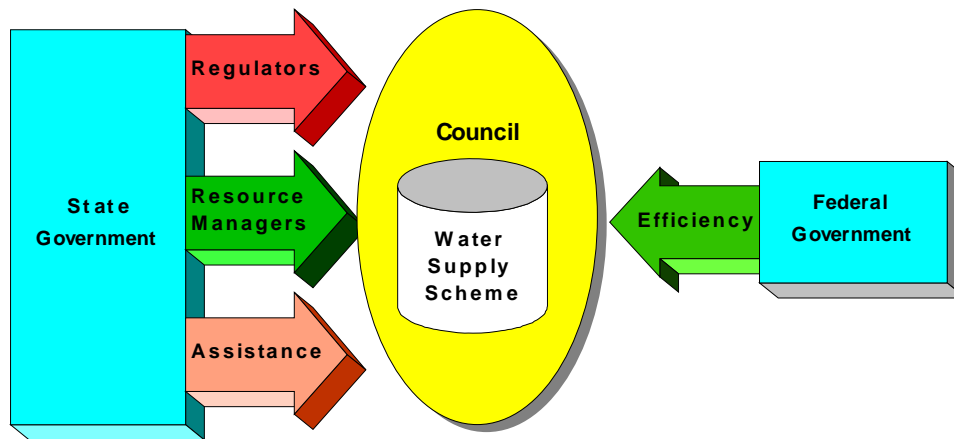 Regulators
Council
State
Government
Resource
Managers
Water
Supply
Scheme
Efficiency
Federal
Government
Assistance